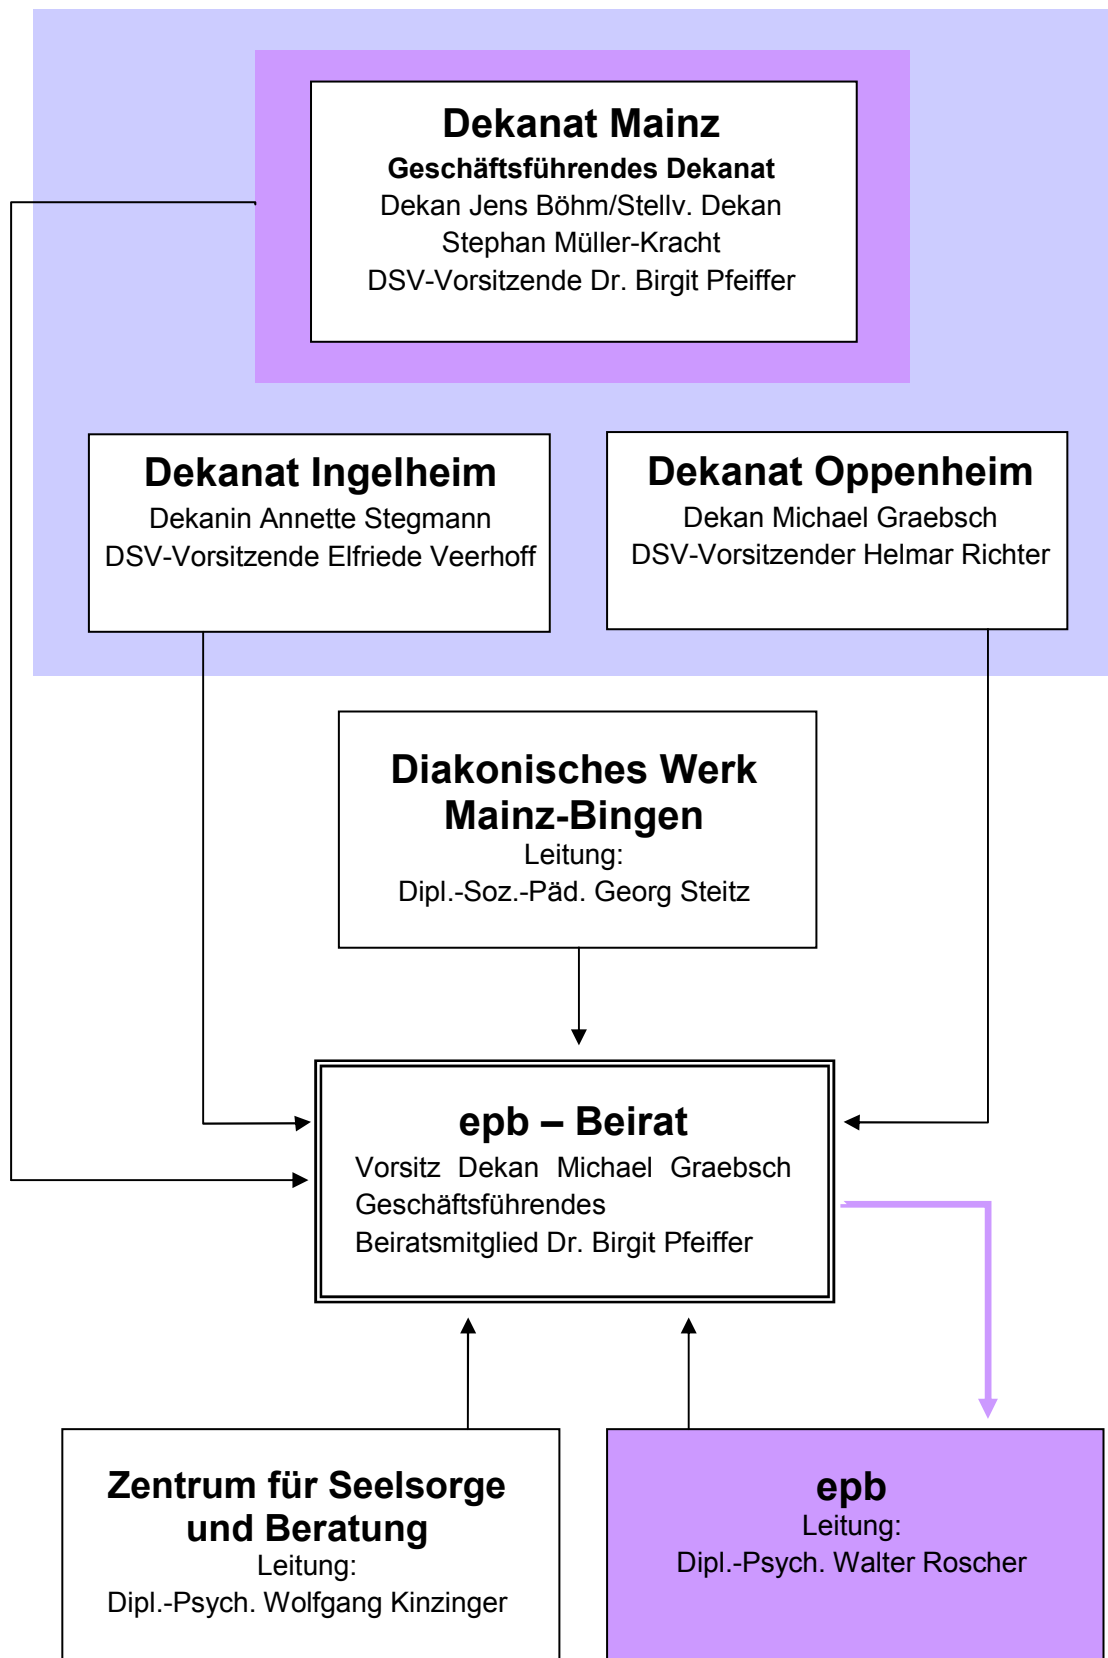 Dekanat Mainz
Geschäftsführendes Dekanat
Dekan Jens Böhm/Stellv. Dekan
Stephan Müller-Kracht
DSV-Vorsitzende Dr. Birgit Pfeiffer
Dekanat Ingelheim
Dekanin Annette Stegmann
DSV-Vorsitzende Elfriede Veerhoff
Dekanat Oppenheim
Dekan Michael Graebsch
DSV-Vorsitzender Helmar Richter
Diakonisches Werk
Mainz-Bingen
Leitung:
Dipl.-Soz.-Päd. Georg Steitz
epb – Beirat
Vorsitz Dekan Michael Graebsch
Geschäftsführendes
Beiratsmitglied Dr. Birgit Pfeiffer
Zentrum für Seelsorge
und Beratung
Leitung:
Dipl.-Psych. Wolfgang Kinzinger
epb
Leitung:
Dipl.-Psych. Walter Roscher